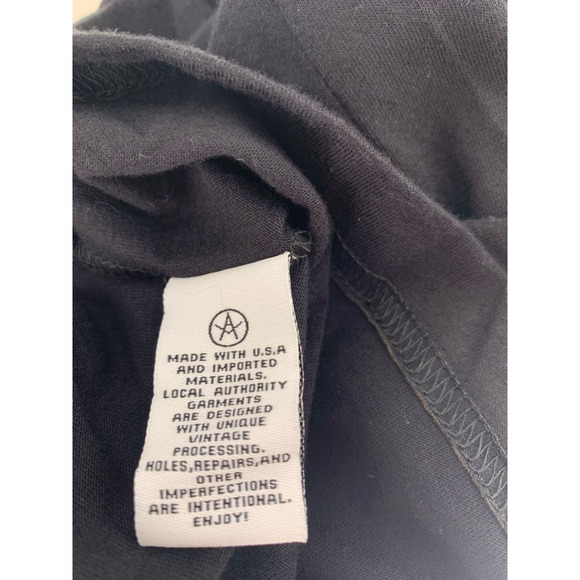 MADE WITH U.S.A
AND IMPORTED
MATERIALS.
LOCAL AUTHORITY
GARMENTS
ARE DESIGNED
WITH UNIQUE
VINTAGE
PROCESSING.
HOLES,REPAIRS,AND
OTHER
IMPERFECTIONS
ARE INTENTIONAL.
ENJOY!